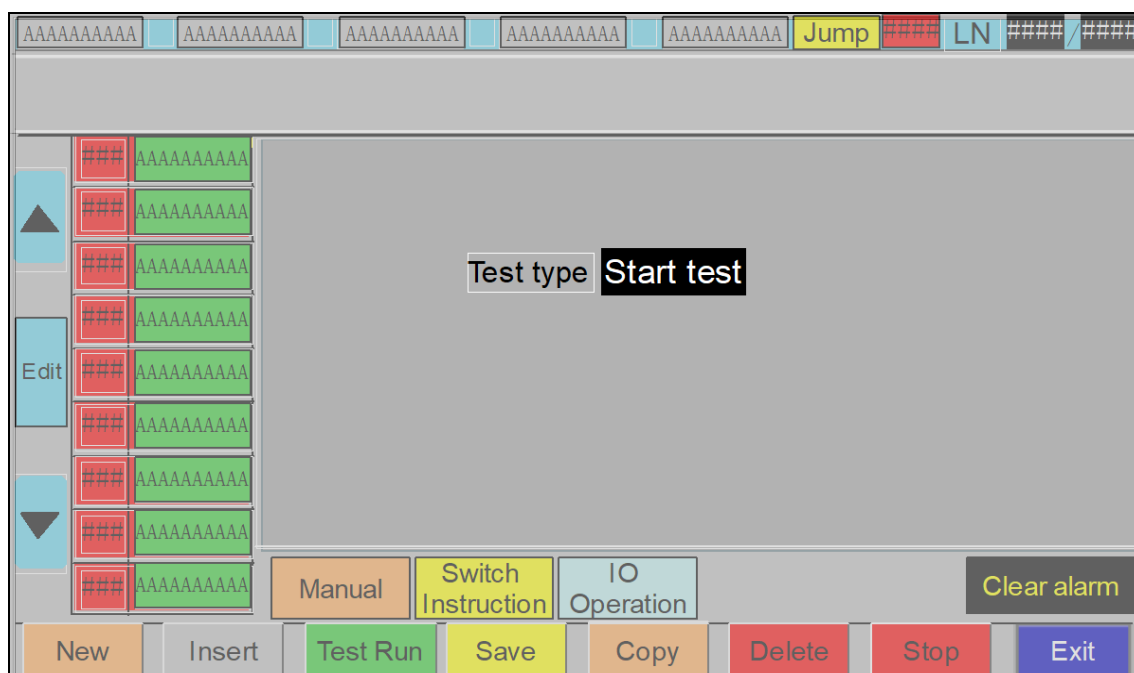 AAAAAAAAAA AAAAAAAAAA AAAAAAAAAA AAAAAAAAAA AAAAAAAAAA Jump #### LN ####/####
### AAAAAAAAAA
### AAAAAAAAAA
### AAAAAAAAAA
Test type Start test
### AAAAAAAAAA
Edit ### AAAAAAAAAA
### AAAAAAAAAA
### AAAAAAAAAA
### AAAAAAAAAA
### AAAAAAAAAA
Manual
Switch
Instruction
IO
Operation
Clear alarm
New Insert Test Run Save Copy Delete Stop Exit